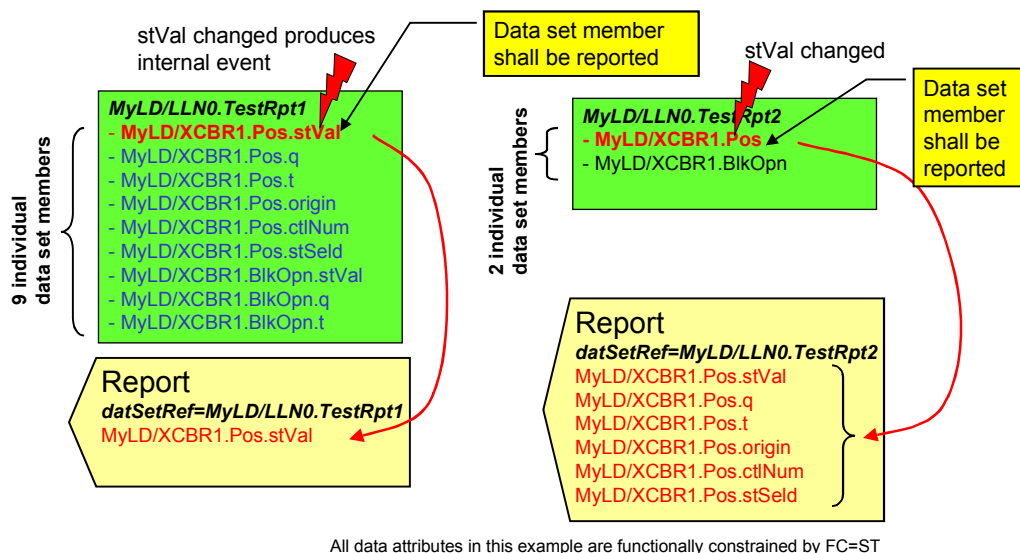 stVal changed produces
internal event
Data set member
shall be reported
MyLD/LLN0.TestRpt1
- MyLD/XCBR1.Pos.stVal
- MyLD/XCBR1.Pos.q
- MyLD/XCBR1.Pos.t
- MyLD/XCBR1.Pos.origin
- MyLD/XCBR1.Pos.ctlNum
- MyLD/XCBR1.Pos.stSeld
- MyLD/XCBR1.BlkOpn.stVal
- MyLD/XCBR1.BlkOpn.q
- MyLD/XCBR1.BlkOpn.t
9 individual
data set members
Report
datSetRef=MyLD/LLN0.TestRpt1
MyLD/XCBR1.Pos.stVal
stVal changed
Data set
member
shall be
reported
MyLD/LLN0.TestRpt2
- MyLD/XCBR1.Pos
- MyLD/XCBR1.BlkOpn
2 individual
data set members
Report
datSetRef=MyLD/LLN0.TestRpt2
MyLD/XCBR1.Pos.stVal
MyLD/XCBR1.Pos.q
MyLD/XCBR1.Pos.t
MyLD/XCBR1.Pos.origin
MyLD/XCBR1.Pos.ctlNum
MyLD/XCBR1.Pos.stSeld
All data attributes in this example are functionally constrained by FC=ST